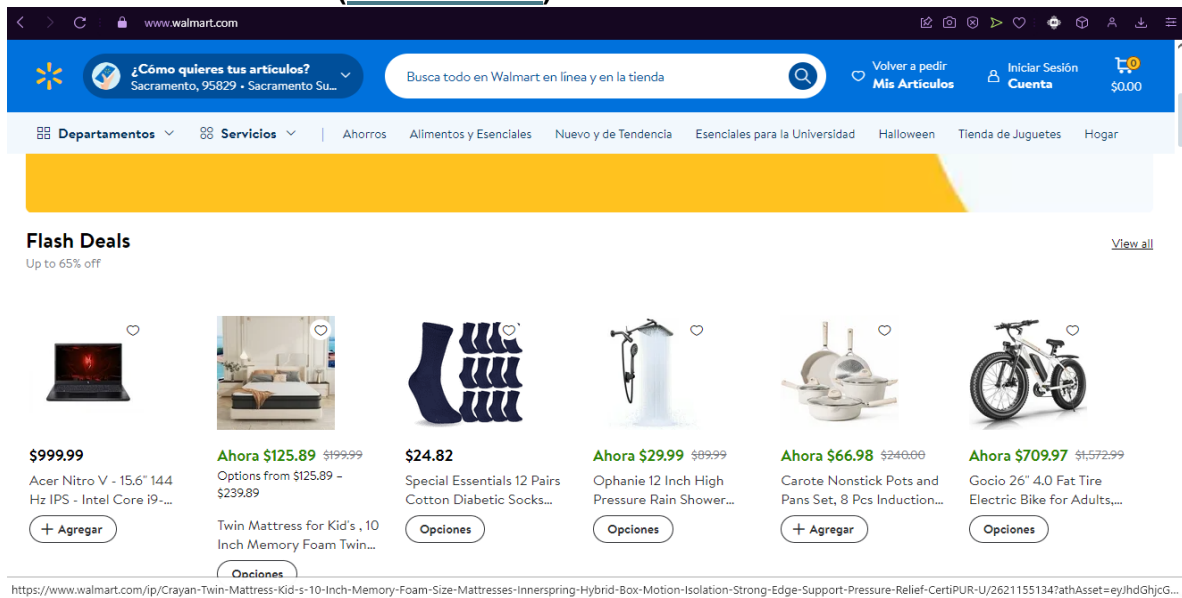 www.walmart.com
¿Cómo quieres tus artículos?
Sacramento, 95829 • Sacramento Su...
Busca todo en Walmart en línea y en la tienda
Volver a pedir
Mis Artículos
Iniciar Sesión
Cuenta
0
$0.00
Departamentos
Servicios
|
Ahorros
Alimentos y Esenciales
Nuevo y de Tendencia
Esenciales para la Universidad
Halloween
Tienda de Juguetes
Hogar
Flash Deals
View all
Up to 65% off
$999.99
Acer Nitro V - 15.6" 144
Hz IPS - Intel Core i9-...
+ Agregar
Ahora $125.89 $199.99
Options from $125.89 –
$239.89
Twin Mattress for Kid's , 10
Inch Memory Foam Twin...
Opciones
$24.82
Special Essentials 12 Pairs
Cotton Diabetic Socks...
Opciones
Ahora $29.99 $89.99
Ophanie 12 Inch High
Pressure Rain Shower...
Opciones
Ahora $66.98 $240.00
Carote Nonstick Pots and
Pans Set, 8 Pcs Induction...
+ Agregar
Ahora $709.97 $1,572.99
Gocio 26" 4.0 Fat Tire
Electric Bike for Adults,...
Opciones
https://www.walmart.com/ip/Crayan-Twin-Mattress-Kid-s-10-Inch-Memory-Foam-Size-Mattresses-Innerspring-Hybrid-Box-Motion-Isolation-Strong-Edge-Support-Pressure-Relief-CertiPUR-U/2621155134?athAsset=eyJhdGhjcG...